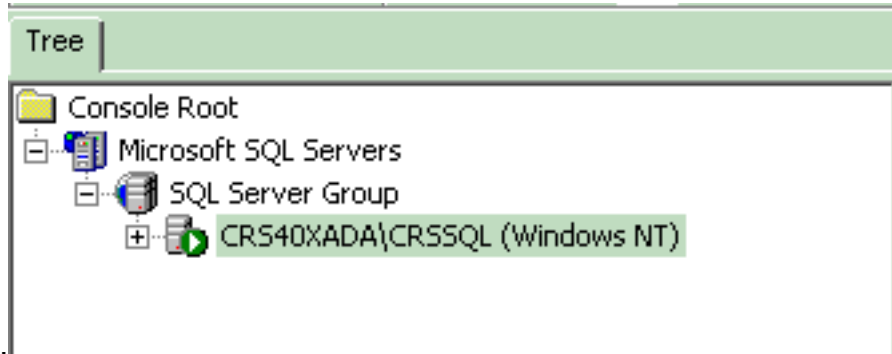 Tree
Console Root
Microsoft SQL Servers
SQL Server Group
CRS40XADA\CRSSQL (Windows NT)